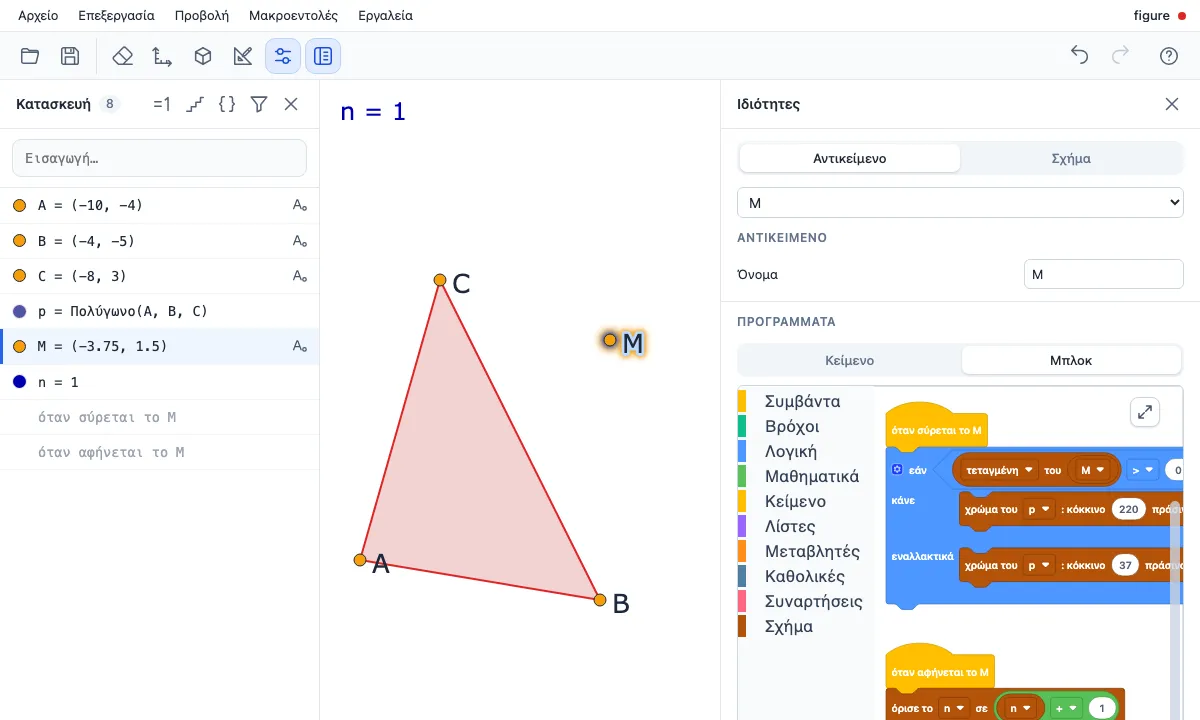 Αρχείο Επεξεργασία Προβολή Μακροεντολές Εργαλεία figure
Κατασκευή 8 =1 {}
Εισαγωγή…
A = (−10, −4)
B = (−4, −5)
C = (−8, 3)
p = Πολύγωνο(A, B, C)
M = (−3.75, 1.5)
n = 1
όταν σύρεται το M
όταν αφήνεται το M
n = 1
C
M
A
B
Ιδιότητες
Αντικείμενο Σχήμα
M
ΑΝΤΙΚΕΙΜΕΝΟ
Όνομα M
ΠΡΟΓΡΑΜΜΑΤΑ
Κείμενο Μπλοκ
Συμβάντα
Βρόχοι
Λογική
Μαθηματικά
Κείμενο
Λίστες
Μεταβλητές
Καθολικές
Συναρτήσεις
Σχήμα
όταν σύρεται το M
εάν τεταγμένη του M > 0
κάνε χρώμα του p : κόκκινο 220
εναλλακτικά χρώμα του p : κόκκινο 37
όταν αφήνεται το M
όρισε το n σε n + 1